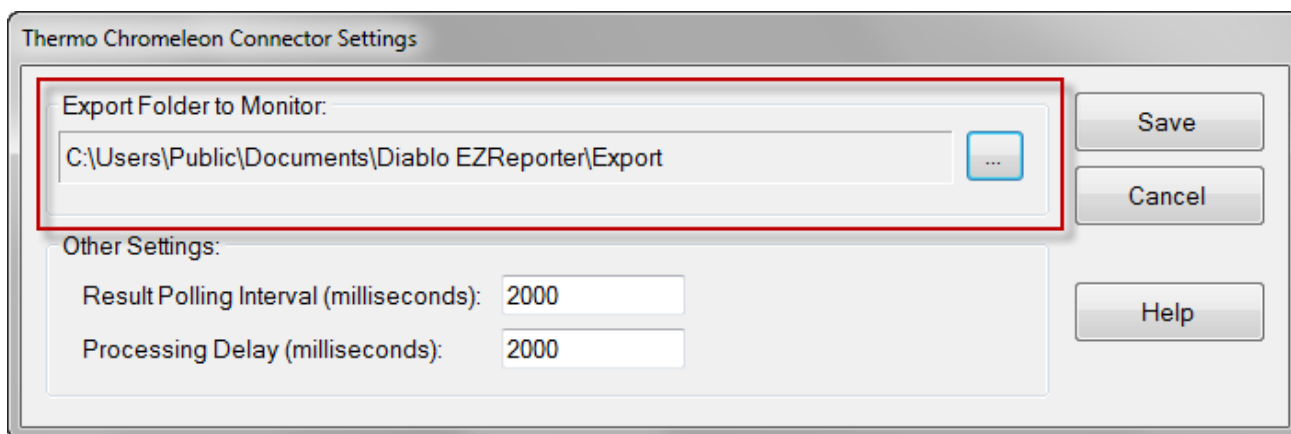 Thermo Chromeleon Connector Settings
Export Folder to Monitor:
C:\Users\Public\Documents\Diablo EZReporter\Export
...
Save
Cancel
Other Settings:
Result Polling Interval (milliseconds): 2000
Processing Delay (milliseconds): 2000
Help